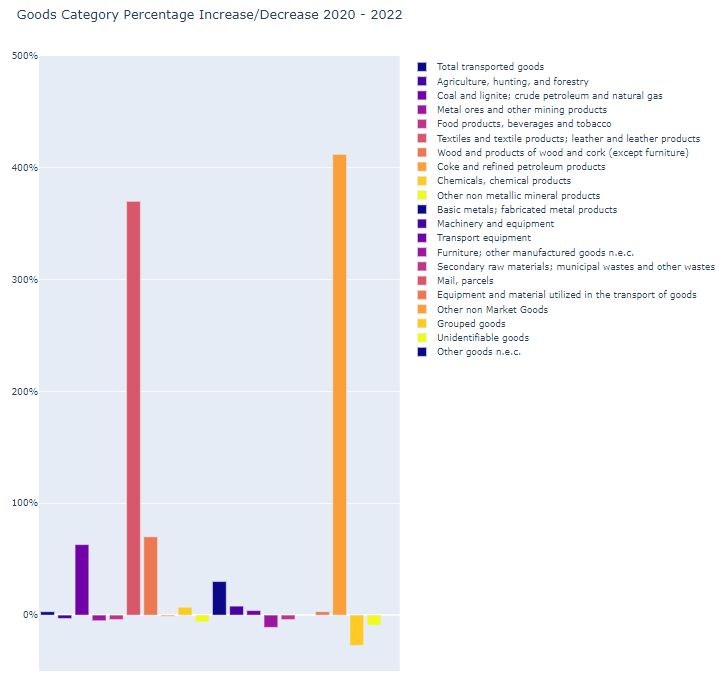 Goods Category Percentage Increase/Decrease 2020 - 2022
500%
400%
300%
200%
100%
0%
Total transported goods
Agriculture, hunting, and forestry
Coal and lignite; crude petroleum and natural gas
Metal ores and other mining products
Food products, beverages and tobacco
Textiles and textile products; leather and leather products
Wood and products of wood and cork (except furniture)
Coke and refined petroleum products
Chemicals, chemical products
Other non metallic mineral products
Basic metals; fabricated metal products
Machinery and equipment
Transport equipment
Furniture; other manufactured goods n.e.c.
Secondary raw materials; municipal wastes and other wastes
Mail, parcels
Equipment and material utilized in the transport of goods
Other non Market Goods
Grouped goods
Unidentifiable goods
Other goods n.e.c.